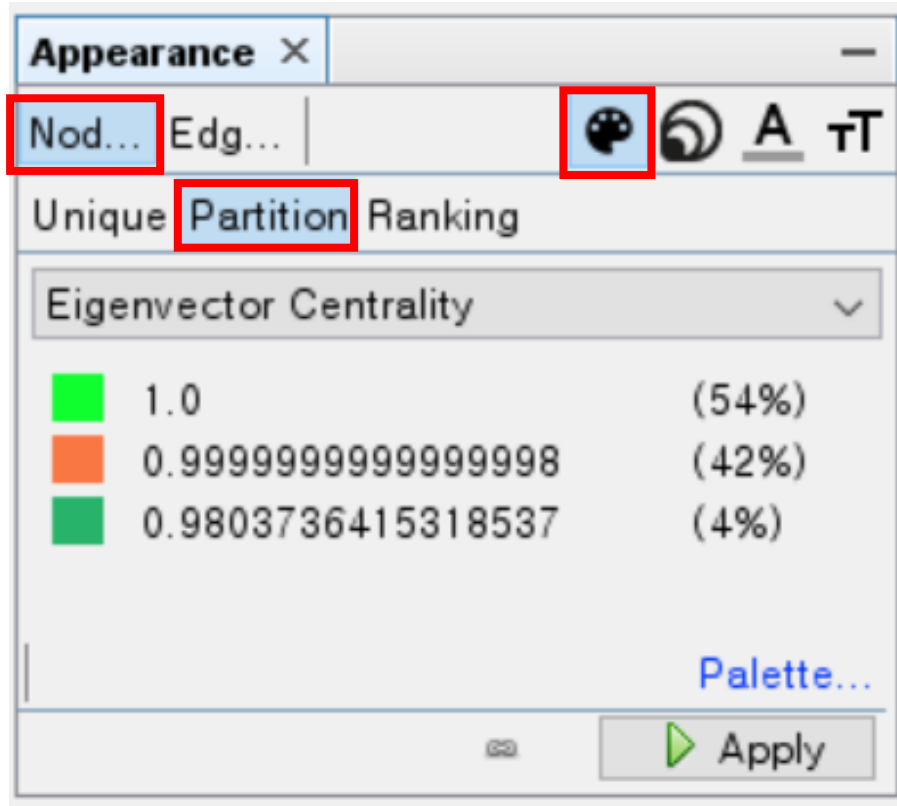 Appearance ×
Nod... Edg... A TT
Unique Partition Ranking
Eigenvector Centrality
1.0 (54%)
0.9999999999999998 (42%)
0.9803736415318537 (4%)
Palette...
Apply